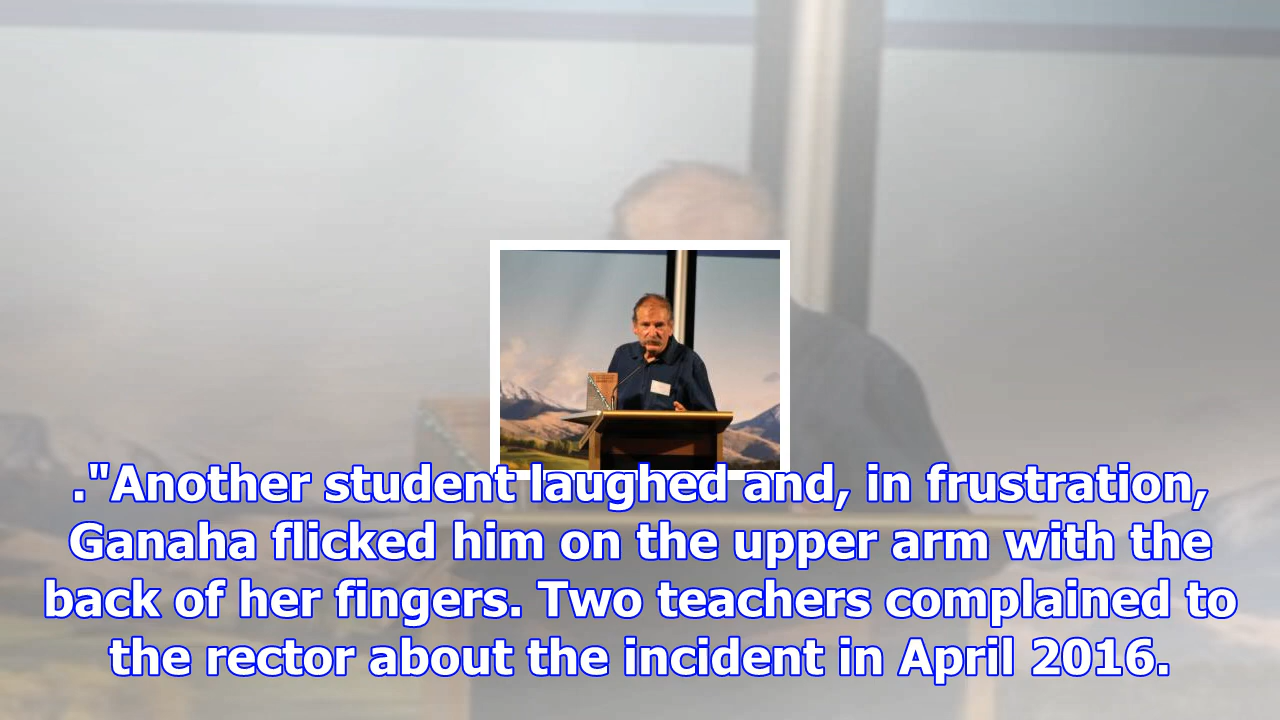 ."Another student laughed and, in frustration,
Ganaha flicked him on the upper arm with the
back of her fingers. Two teachers complained to
the rector about the incident in April 2016.